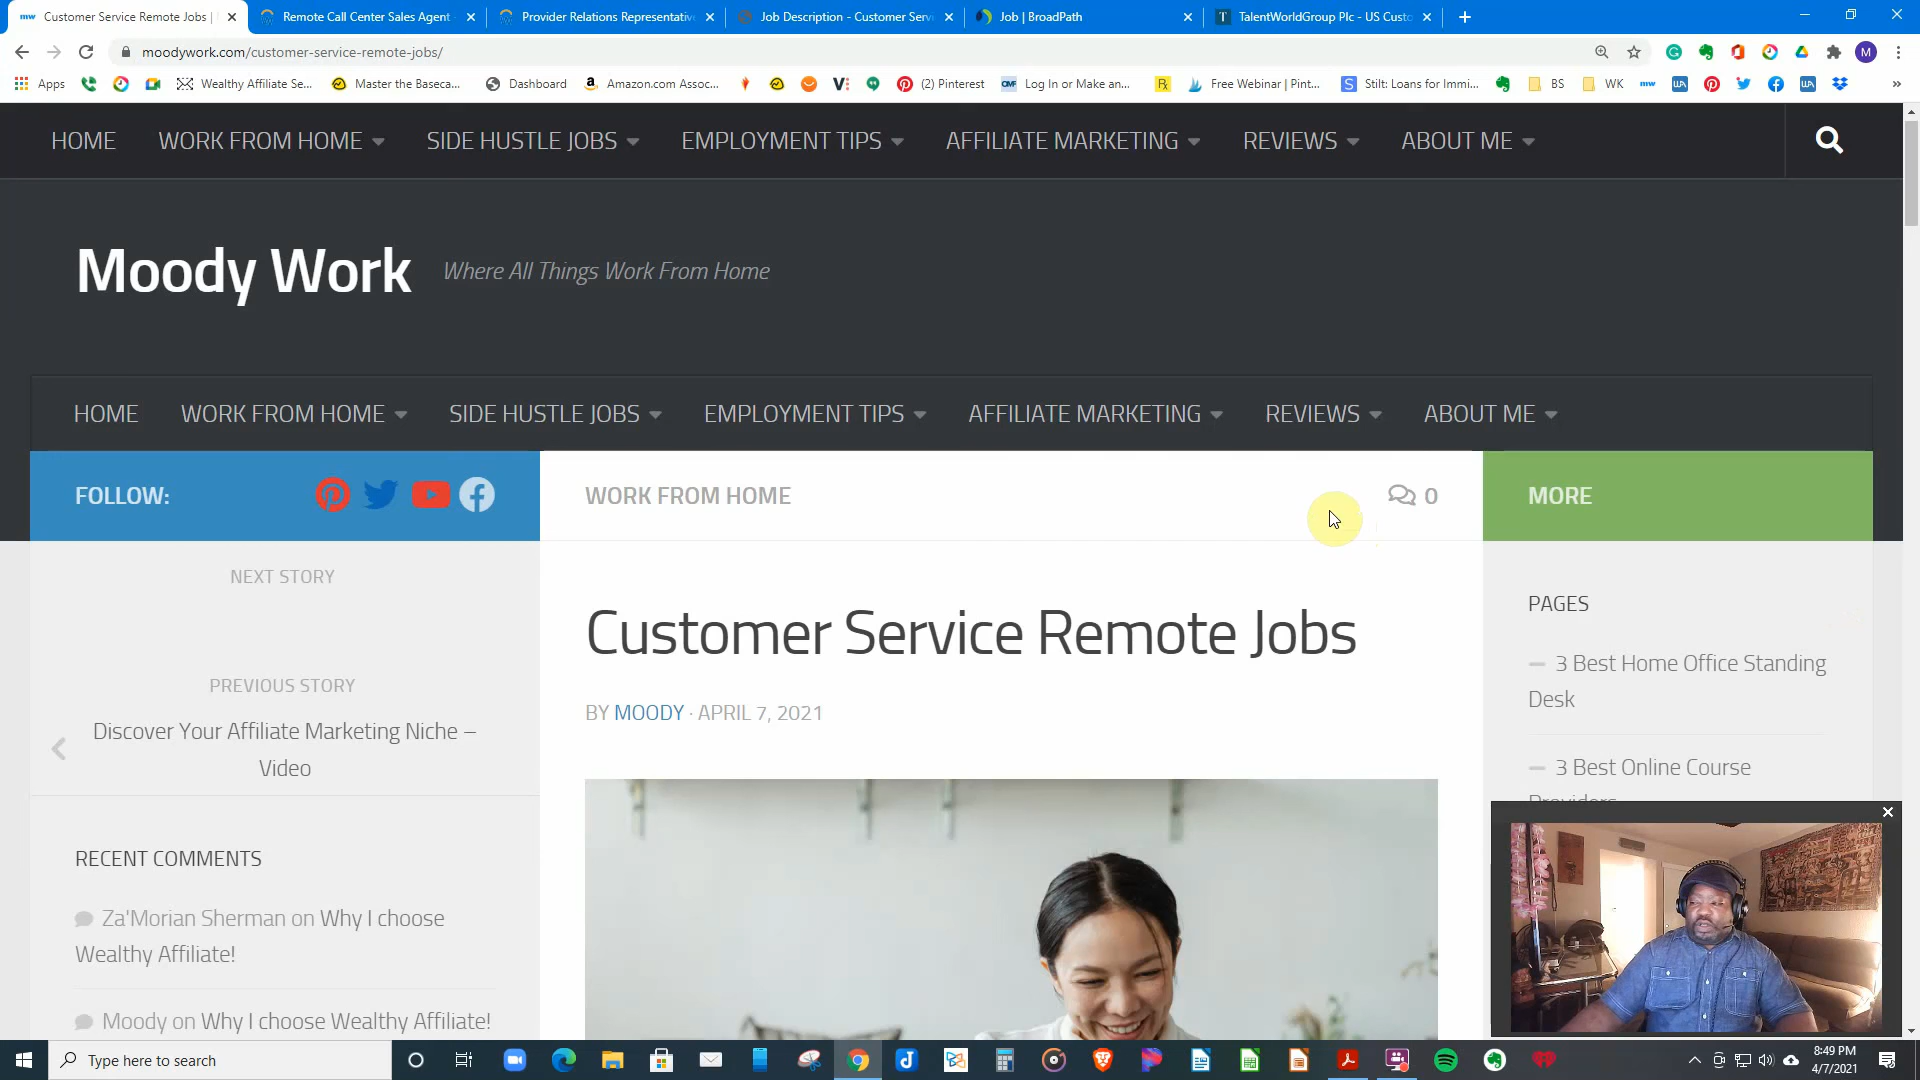 Customer Service Remote Jobs |
Remote Call Center Sales Agent
Provider Relations Representative
Job Description - Customer Servi
Job | BroadPath
TalentWorldGroup Plc - US Custo
moodywork.com/customer-service-remote-jobs/
M
Apps
Wealthy Affiliate Se...
Master the Baseca...
Dashboard
Amazon.com Assoc...
(2) Pinterest
Log In or Make an...
Free Webinar | Pint...
Stilt: Loans for Immi...
BS
WK
HOME
WORK FROM HOME
SIDE HUSTLE JOBS
EMPLOYMENT TIPS
AFFILIATE MARKETING
REVIEWS
ABOUT ME
Moody Work
Where All Things Work From Home
HOME
WORK FROM HOME
SIDE HUSTLE JOBS
EMPLOYMENT TIPS
AFFILIATE MARKETING
REVIEWS
ABOUT ME
FOLLOW:
WORK FROM HOME
0
MORE
NEXT STORY
PREVIOUS STORY
Discover Your Affiliate Marketing Niche –
Video
RECENT COMMENTS
Za'Morian Sherman on Why I choose
Wealthy Affiliate!
Moody on Why I choose Wealthy Affiliate!
Customer Service Remote Jobs
BY MOODY · APRIL 7, 2021
PAGES
3 Best Home Office Standing
Desk
3 Best Online Course
Providers
Type here to search
8:49 PM
4/7/2021